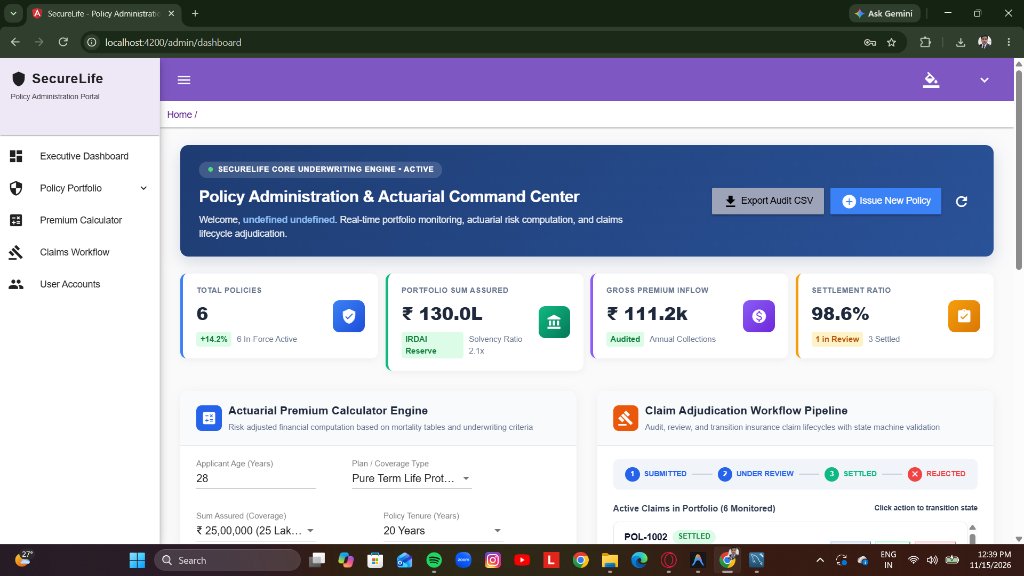 SecureLife - Policy Administratio
Ask Gemini
localhost:4200/admin/dashboard
SecureLife
Policy Administration Portal
Home /
Executive Dashboard
Policy Portfolio
Premium Calculator
Claims Workflow
User Accounts
SECURELIFE CORE UNDERWRITING ENGINE • ACTIVE
Policy Administration & Actuarial Command Center
Welcome, undefined undefined. Real-time portfolio monitoring, actuarial risk computation, and claims
lifecycle adjudication.
Export Audit CSV
Issue New Policy
TOTAL POLICIES
6
+14.2% 6 In Force Active
PORTFOLIO SUM ASSURED
₹ 130.0L
IRDAI
Reserve
Solvency Ratio
2.1x
GROSS PREMIUM INFLOW
₹ 111.2k
Audited Annual Collections
SETTLEMENT RATIO
98.6%
1 in Review 3 Settled
Actuarial Premium Calculator Engine
Risk adjusted financial computation based on mortality tables and underwriting criteria
Applicant Age (Years)
28
Plan / Coverage Type
Pure Term Life Prot...
Sum Assured (Coverage)
₹ 25,00,000 (25 Lak...
Policy Tenure (Years)
20 Years
Claim Adjudication Workflow Pipeline
Audit, review, and transition insurance claim lifecycles with state machine validation
1 SUBMITTED
2 UNDER REVIEW
3 SETTLED
REJECTED
Active Claims in Portfolio (6 Monitored)
Click action to transition state
POL-1002 SETTLED
27°
Search
zoom
L
ENG
IN
12:39 PM
11/15/2026